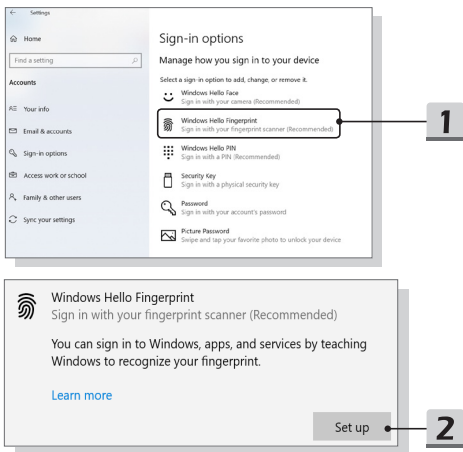 Settings
Home
Find a setting
Accounts
Your info
Email & accounts
Sign-in options
Access work or school
Family & other users
Sync your settings
Sign-in options
Manage how you sign in to your device
Select a sign-in option to add, change, or remove it.
Windows Hello Face
Sign in with your camera (Recommended)
Windows Hello Fingerprint
Sign in with your fingerprint scanner (Recommended)
Windows Hello PIN
Sign in with a PIN (Recommended)
Security Key
Sign in with a physical security key
Password
Sign in with your account's password
Picture Password
Swipe and tap your favorite photo to unlock your device
1
Windows Hello Fingerprint
Sign in with your fingerprint scanner (Recommended)
You can sign in to Windows, apps, and services by teaching
Windows to recognize your fingerprint.
Learn more
Set up
2